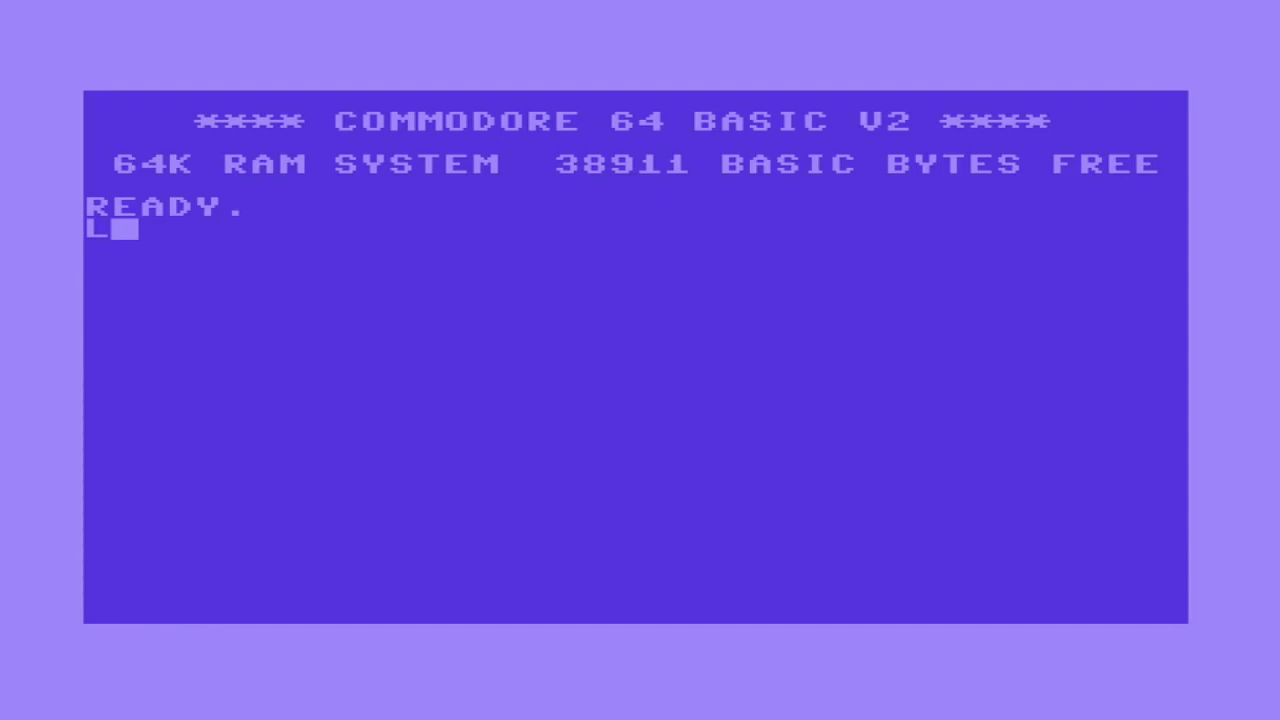 **** COMMODORE 64 BASIC V2 ****
64K RAM SYSTEM  38911 BASIC BYTES FREE
READY.
L